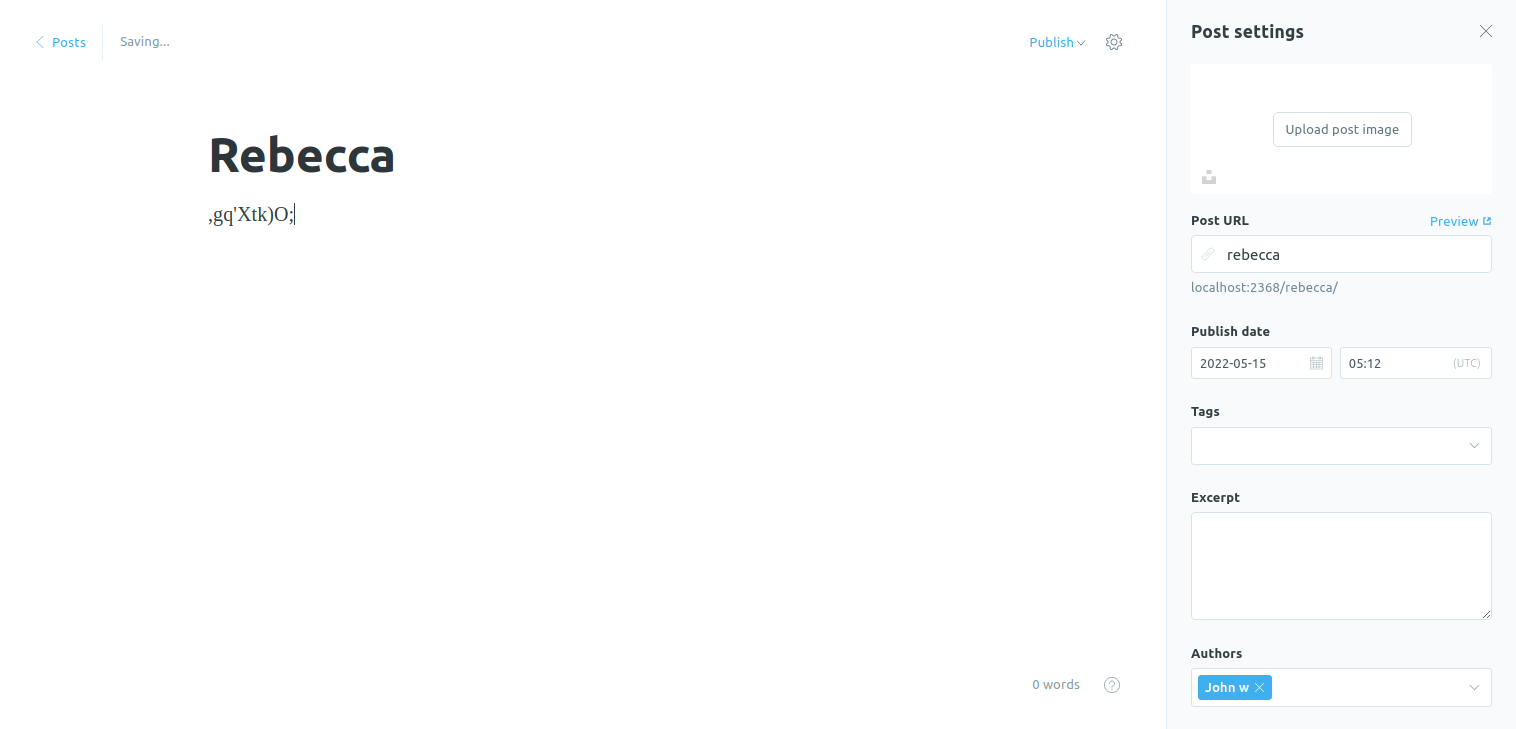 Posts
Saving...
Publish
Rebecca
,gq'Xtk)O;
0 words
Post settings
Upload post image
Post URL
Preview
rebecca
localhost:2368/rebecca/
Publish date
2022-05-15
05:12
(UTC)
Tags
Excerpt
Authors
John w